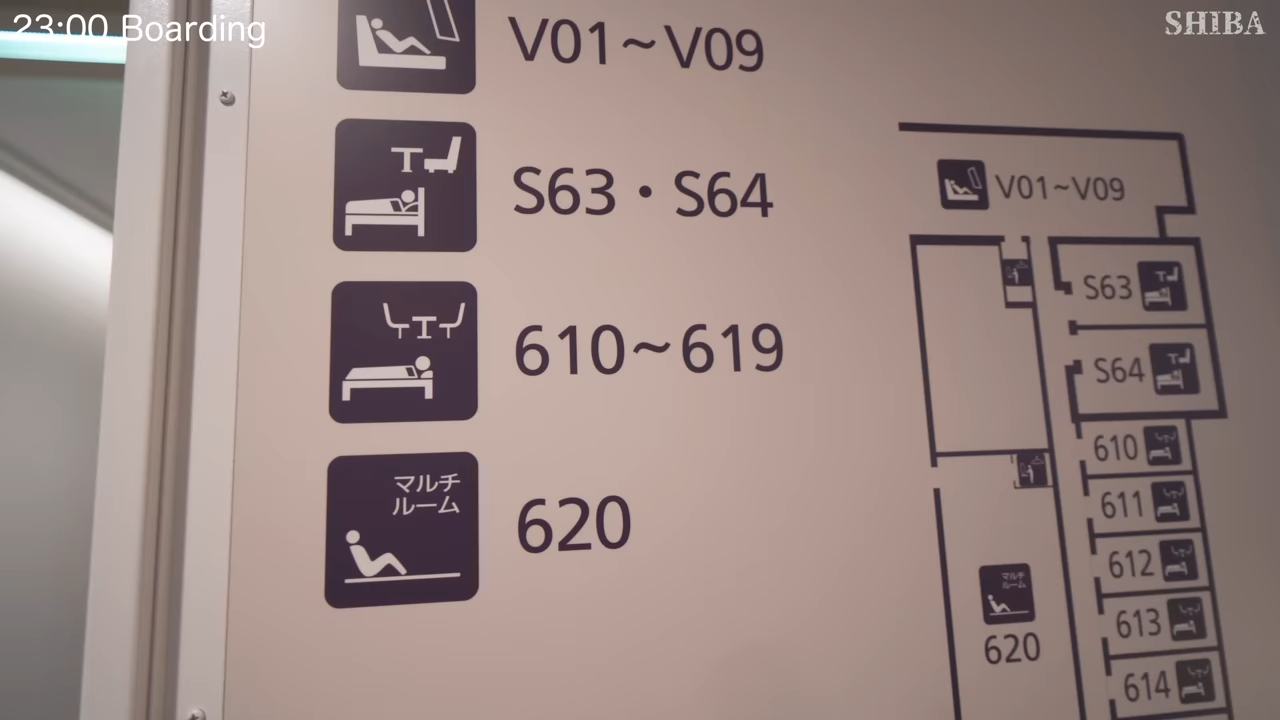 23:00 Boarding
SHIBA
V01~V09
S63・S64
610~619
マルチ
ルーム
620
V01~V09
S63
S64
610
611
612
613
614
マルチ
ルーム
620